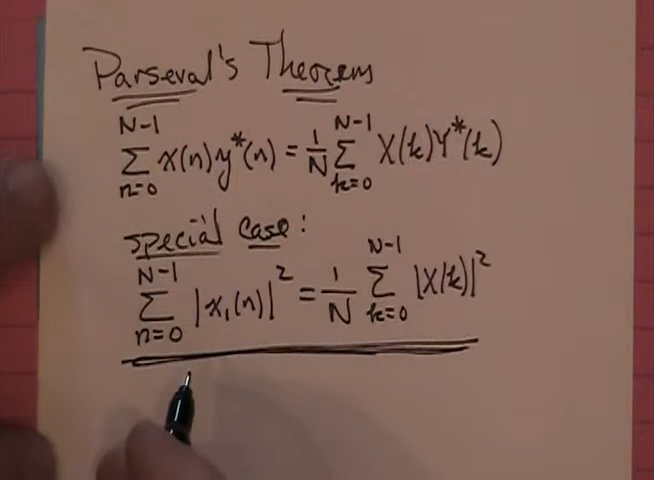 Parseval's Theorem
N-1 N-1
∑ x(n)y*(n) = 1/N ∑ X(k)Y*(k)
n=0 k=0
special case:
N-1 N-1
∑ |x₁(n)|² = 1/N ∑ |X(k)|²
n=0 k=0